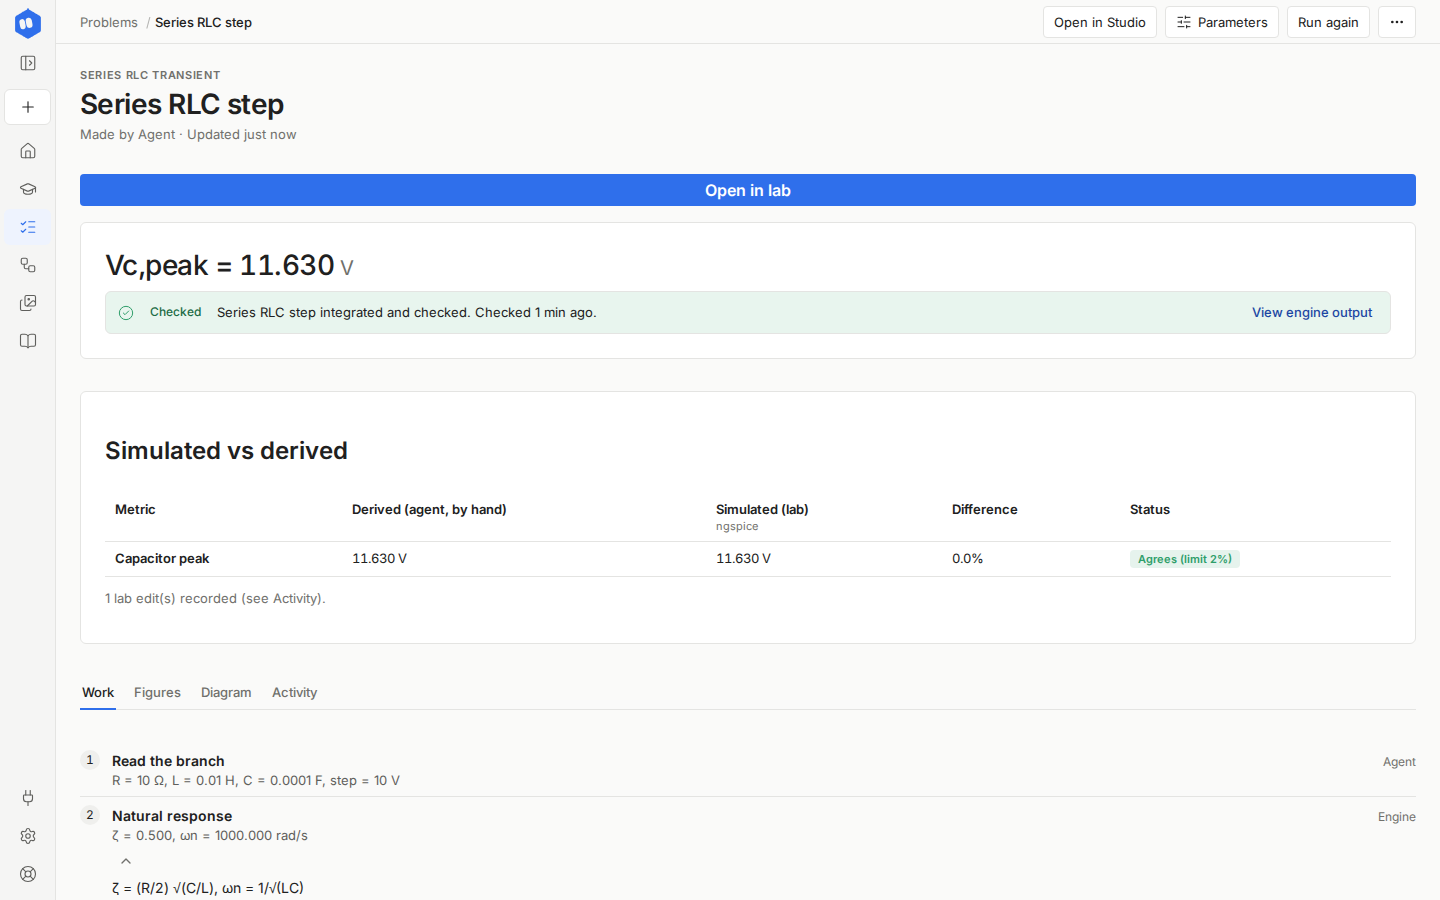 Problems / Series RLC step
Open in Studio
Parameters
Run again
SERIES RLC TRANSIENT
Series RLC step
Made by Agent · Updated just now
Open in lab
Vc,peak = 11.630 V
Checked Series RLC step integrated and checked. Checked 1 min ago. View engine output
Simulated vs derived
Metric Derived (agent, by hand) Simulated (lab) Difference Status
ngspice
Capacitor peak 11.630 V 11.630 V 0.0% Agrees (limit 2%)
1 lab edit(s) recorded (see Activity).
Work Figures Diagram Activity
1 Read the branch Agent
R = 10 Ω, L = 0.01 H, C = 0.0001 F, step = 10 V
2 Natural response Engine
ζ = 0.500, ωn = 1000.000 rad/s
ζ = (R/2) √(C/L), ωn = 1/√(LC)